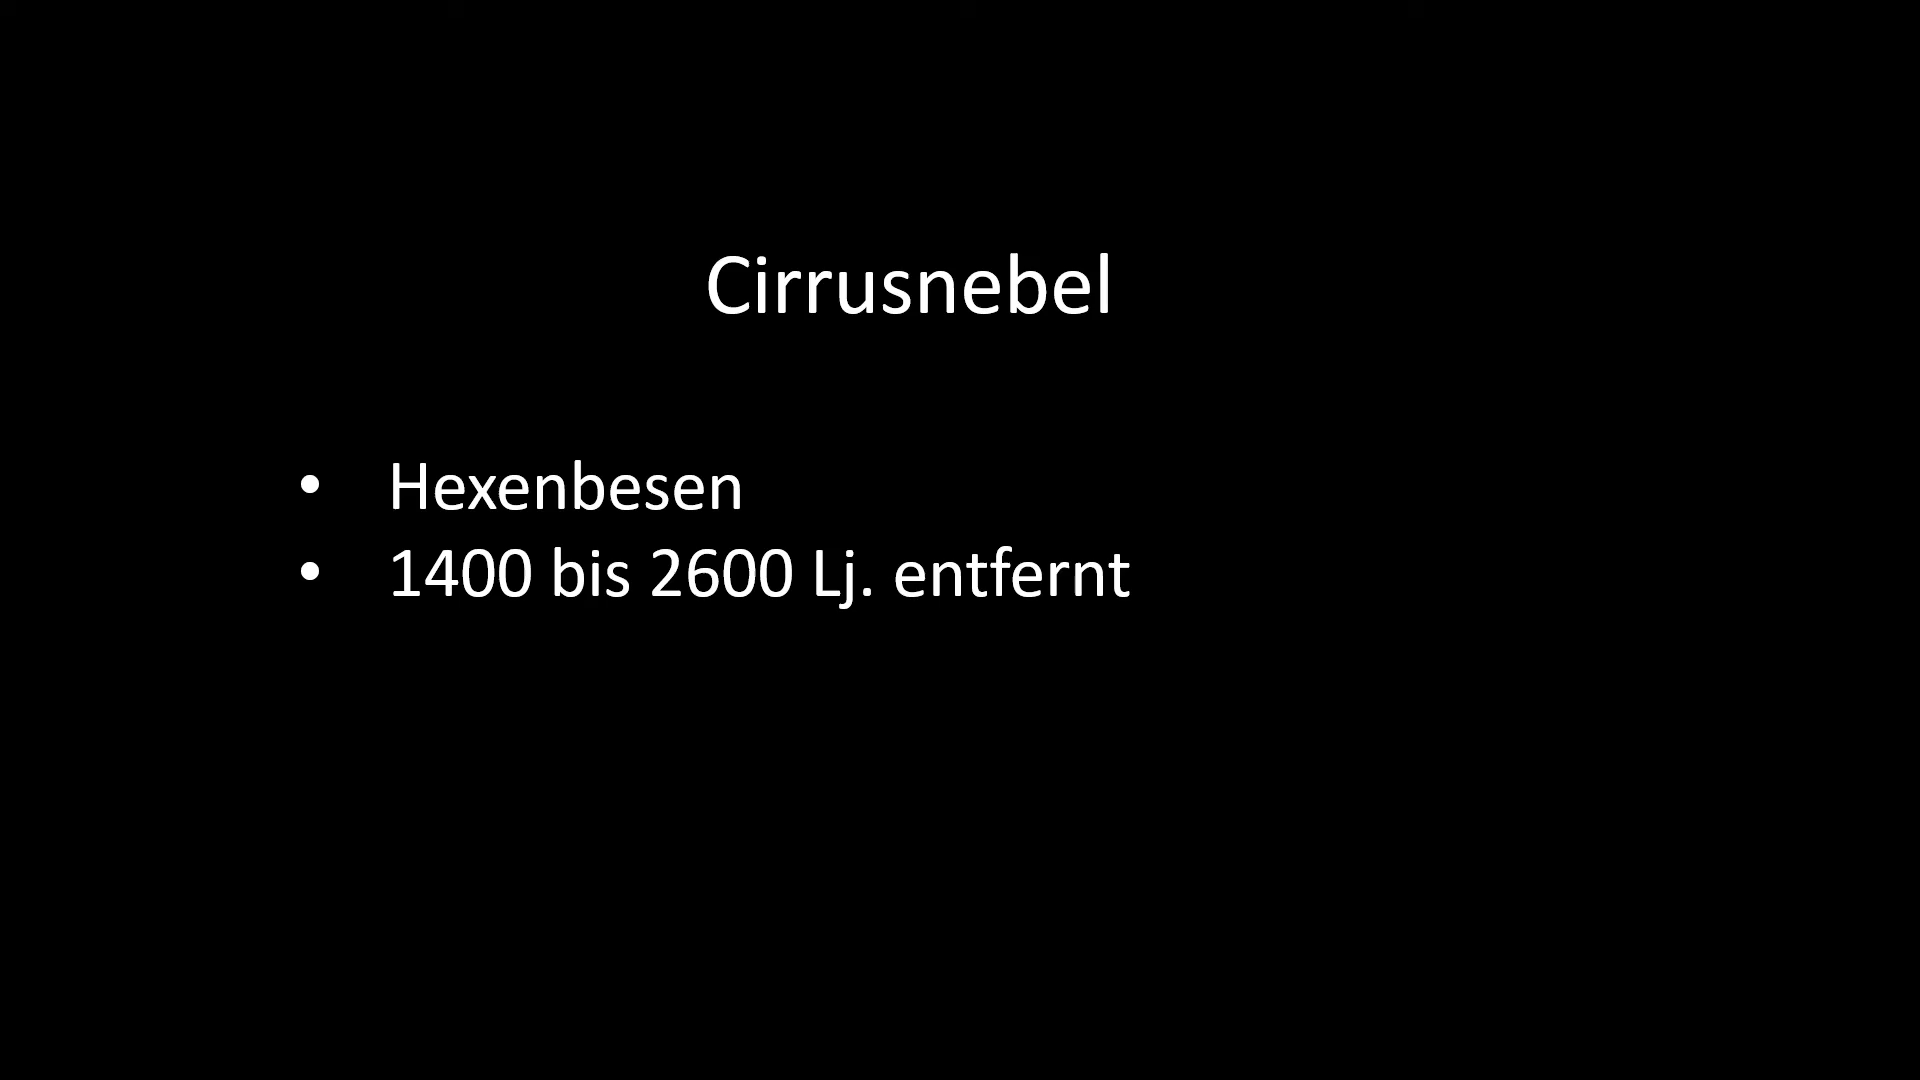 Cirrusnebel
• Hexenbesen
• 1400 bis 2600 Lj. entfernt